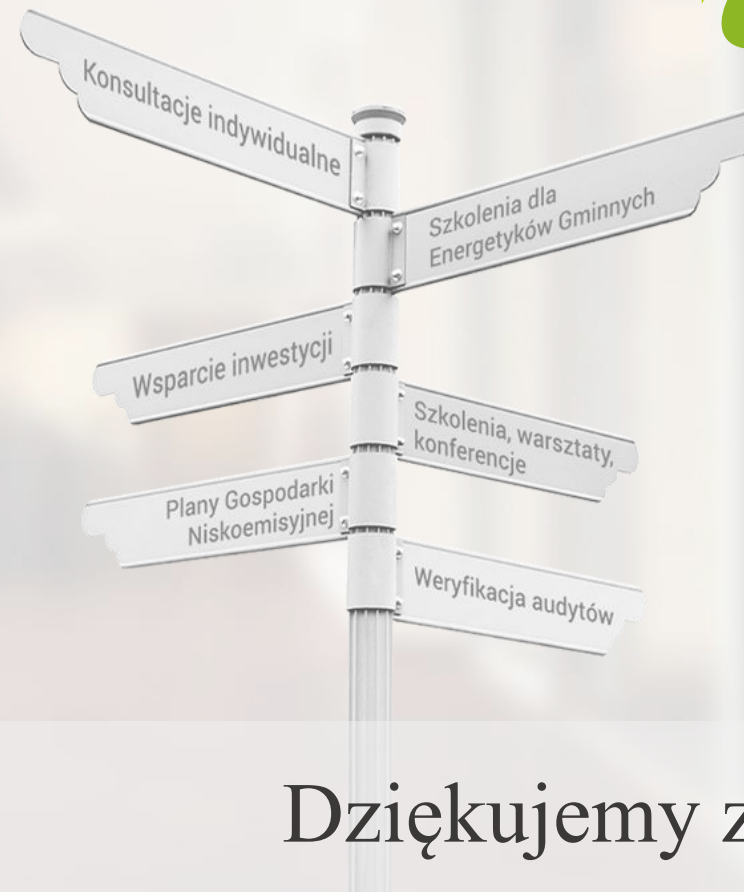 Konsultacje indywidualne
Szkolenia dla
Energetyków Gminnych
Wsparcie inwestycji
Szkolenia, warsztaty,
konferencje
Plany Gospodarki
Niskoemisyjnej
Weryfikacja audytów
Dziękujemy z